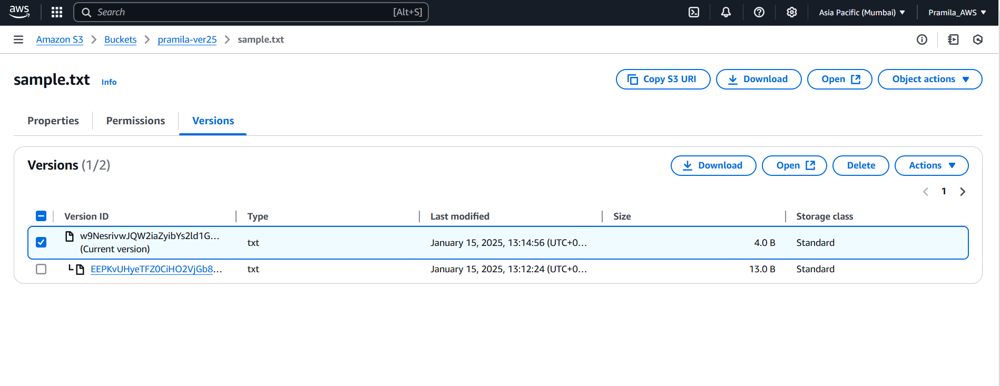 aws Search [Alt+S] Asia Pacific (Mumbai) Pramila_AWS
Amazon S3 Buckets pramila-ver25 sample.txt
sample.txt Info Copy S3 URI Download Open Object actions
Properties Permissions Versions
Versions (1/2) Download Open Delete Actions
1
Version ID Type Last modified Size Storage class
w9NesrivwJQW2iaZyibYs2ld1G...
(Current version) txt January 15, 2025, 13:14:56 (UTC+0... 4.0 B Standard
EEPKvUHyeTFZ0CiHO2VjGb8... txt January 15, 2025, 13:12:24 (UTC+0... 13.0 B Standard